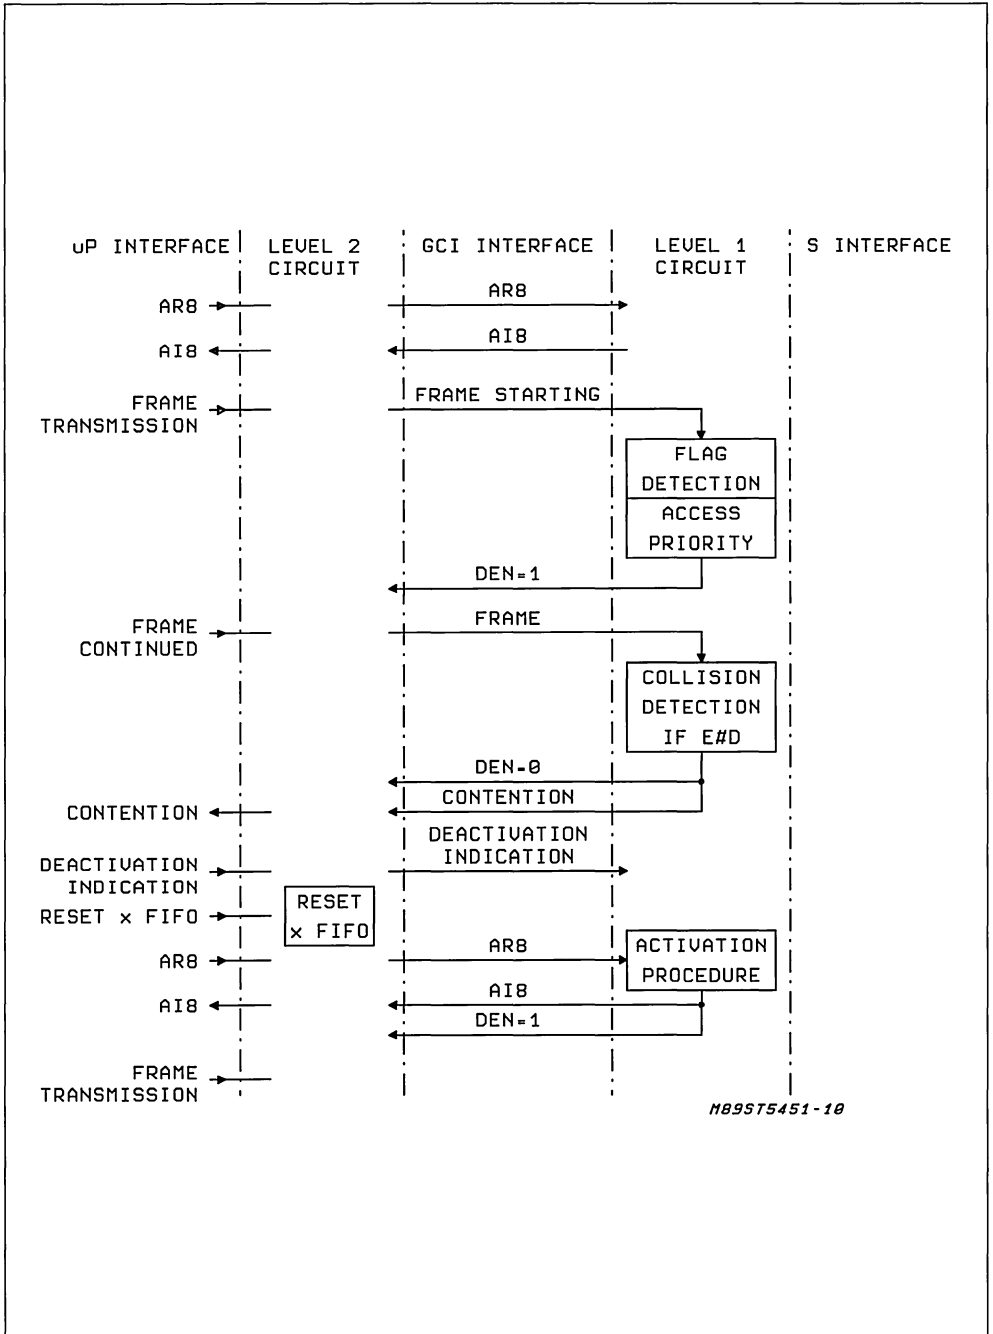 uP INTERFACE
LEVEL 2
CIRCUIT
GCI INTERFACE
LEVEL 1
CIRCUIT
S INTERFACE
AR8
AR8
AI8
AI8
FRAME
TRANSMISSION
FRAME STARTING
FLAG
DETECTION
ACCESS
PRIORITY
DEN=1
FRAME
CONTINUED
FRAME
COLLISION
DETECTION
IF E#D
DEN=0
CONTENTION
CONTENTION
DEACTIVATION
INDICATION
DEACTIVATION
INDICATION
RESET x FIFO
RESET
x FIFO
AR8
AR8
ACTIVATION
PROCEDURE
AI8
AI8
DEN=1
FRAME
TRANSMISSION
M89ST5451-10